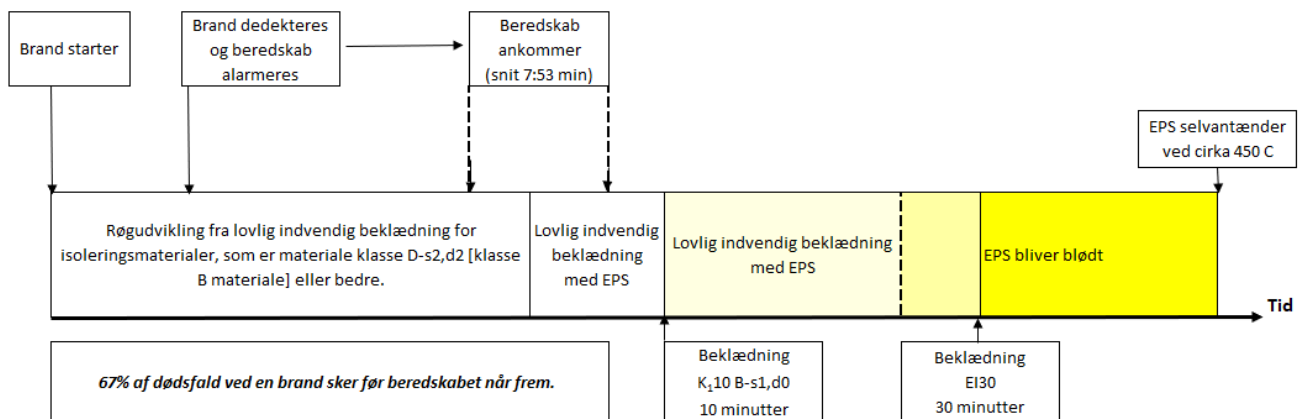 Brand starter
Brand dedekteres
og beredskab
alarmeres
Beredskab
ankommer
(snit 7:53 min)
EPS selvantænder
ved cirka 450 C
Røgudvikling fra lovlig indvendig beklædning for
isoleringsmaterialer, som er materiale klasse D-s2,d2 [klasse
B materiale] eller bedre.
Lovlig indvendig
beklædning
med EPS
Lovlig indvendig beklædning
med EPS
EPS bliver blødt
Tid
67% af dødsfald ved en brand sker før beredskabet når frem.
Beklædning
K₁10 B-s1,d0
10 minutter
Beklædning
EI30
30 minutter